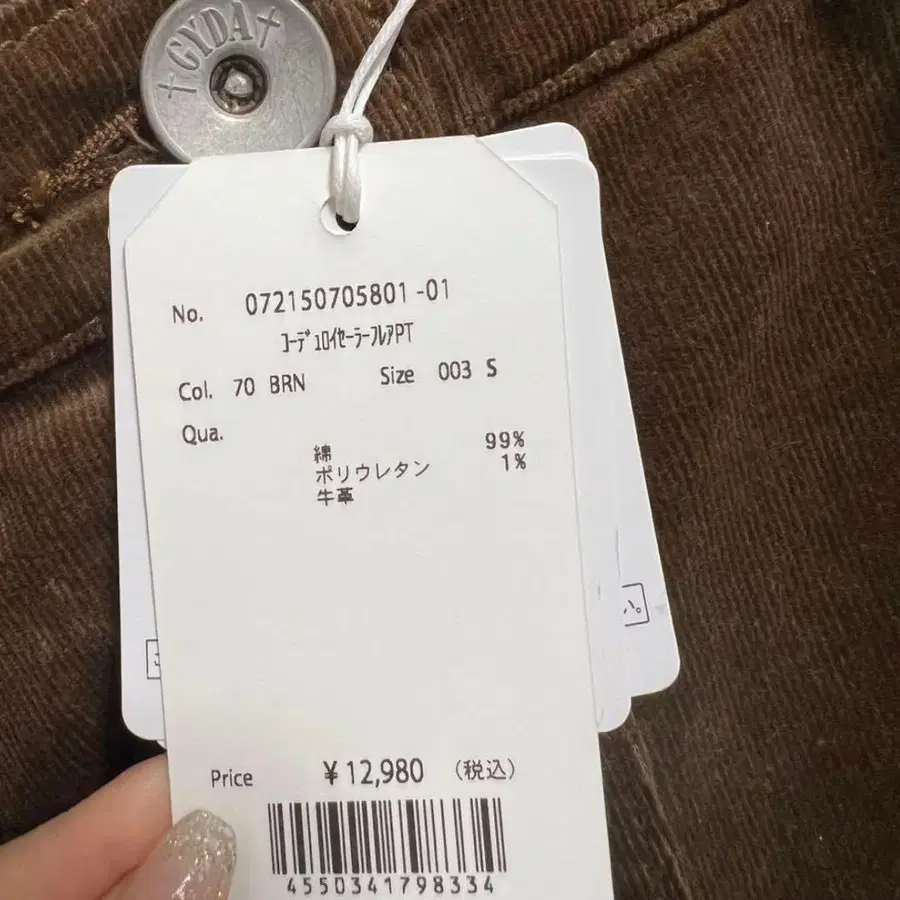 †GYDA†
No. 072150705801 -01
ｺｰﾃﾞｭﾛｲｾｰﾗｰﾌﾚｱPT
Col. 70 BRN Size 003 S
Qua.
綿 99%
ポリウレタン 1%
牛革
い。
Price ¥12,980 (税込)
4550341798334